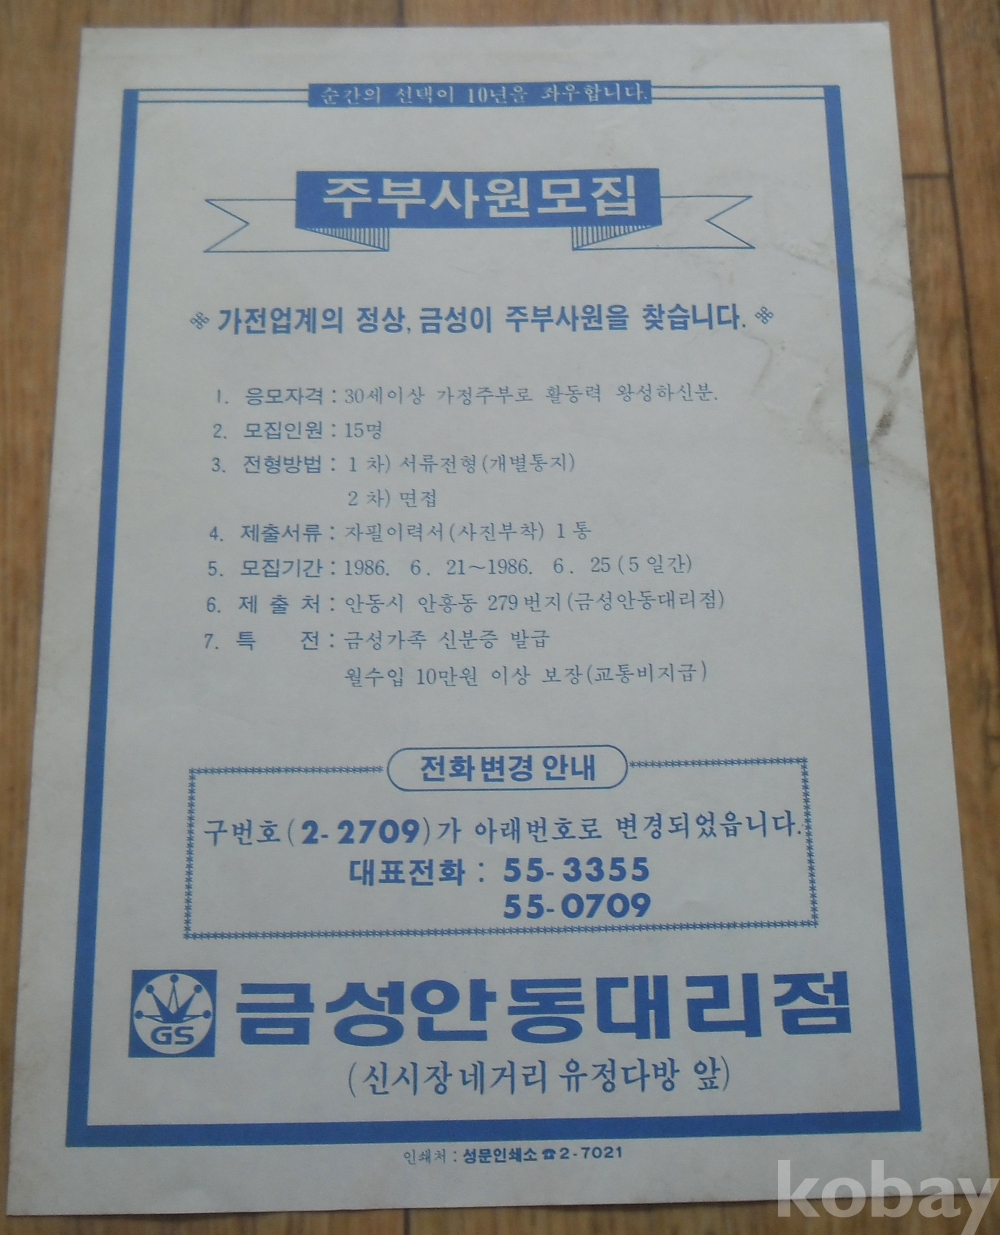 순간의 선택이 10년을 좌우합니다.
주부사원모집
※ 가전업계의 정상, 금성이 주부사원을 찾습니다. ※
1. 응모자격 : 30세이상 가정주부로 활동력 왕성하신분.
2. 모집인원 : 15명
3. 전형방법 : 1 차) 서류전형(개별통지)
2 차) 면접
4. 제출서류 : 자필이력서(사진부착) 1 통
5. 모집기간 : 1986. 6. 21~1986. 6. 25 (5 일간)
6. 제 출 처 : 안동시 안흥동 279 번지(금성안동대리점)
7. 특 전 : 금성가족 신분증 발급
월수입 10만원 이상 보장(교통비지급)
전화변경 안내
구번호 (2-2709)가 아래번호로 변경되었읍니다.
대표전화 : 55-3355
55-0709
GS 금성안동대리점
(신시장네거리 유정다방 앞)
인쇄처 : 성문인쇄소 ☎ 2-7021
kobay